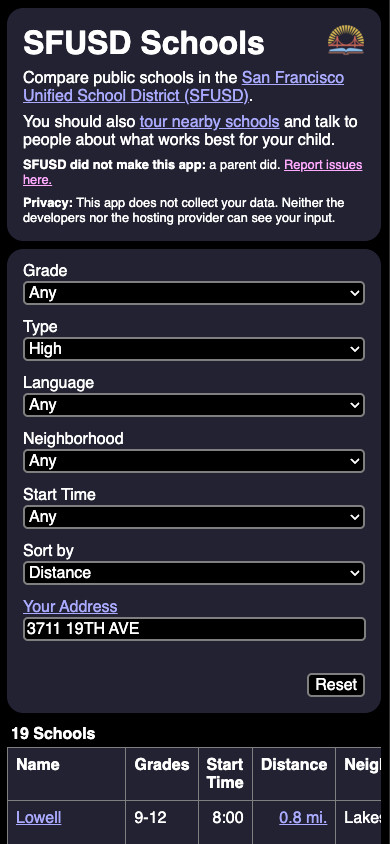 SFUSD Schools
Compare public schools in the San Francisco
Unified School District (SFUSD).
You should also tour nearby schools and talk to
people about what works best for your child.
SFUSD did not make this app: a parent did. Report issues
here.
Privacy: This app does not collect your data. Neither the
developers nor the hosting provider can see your input.
Grade
Any
Type
High
Language
Any
Neighborhood
Any
Start Time
Any
Sort by
Distance
Your Address
3711 19TH AVE
Reset
19 Schools
Name Grades Start Time Distance Neigh
Lowell 9-12 8:00 0.8 mi. Lakes